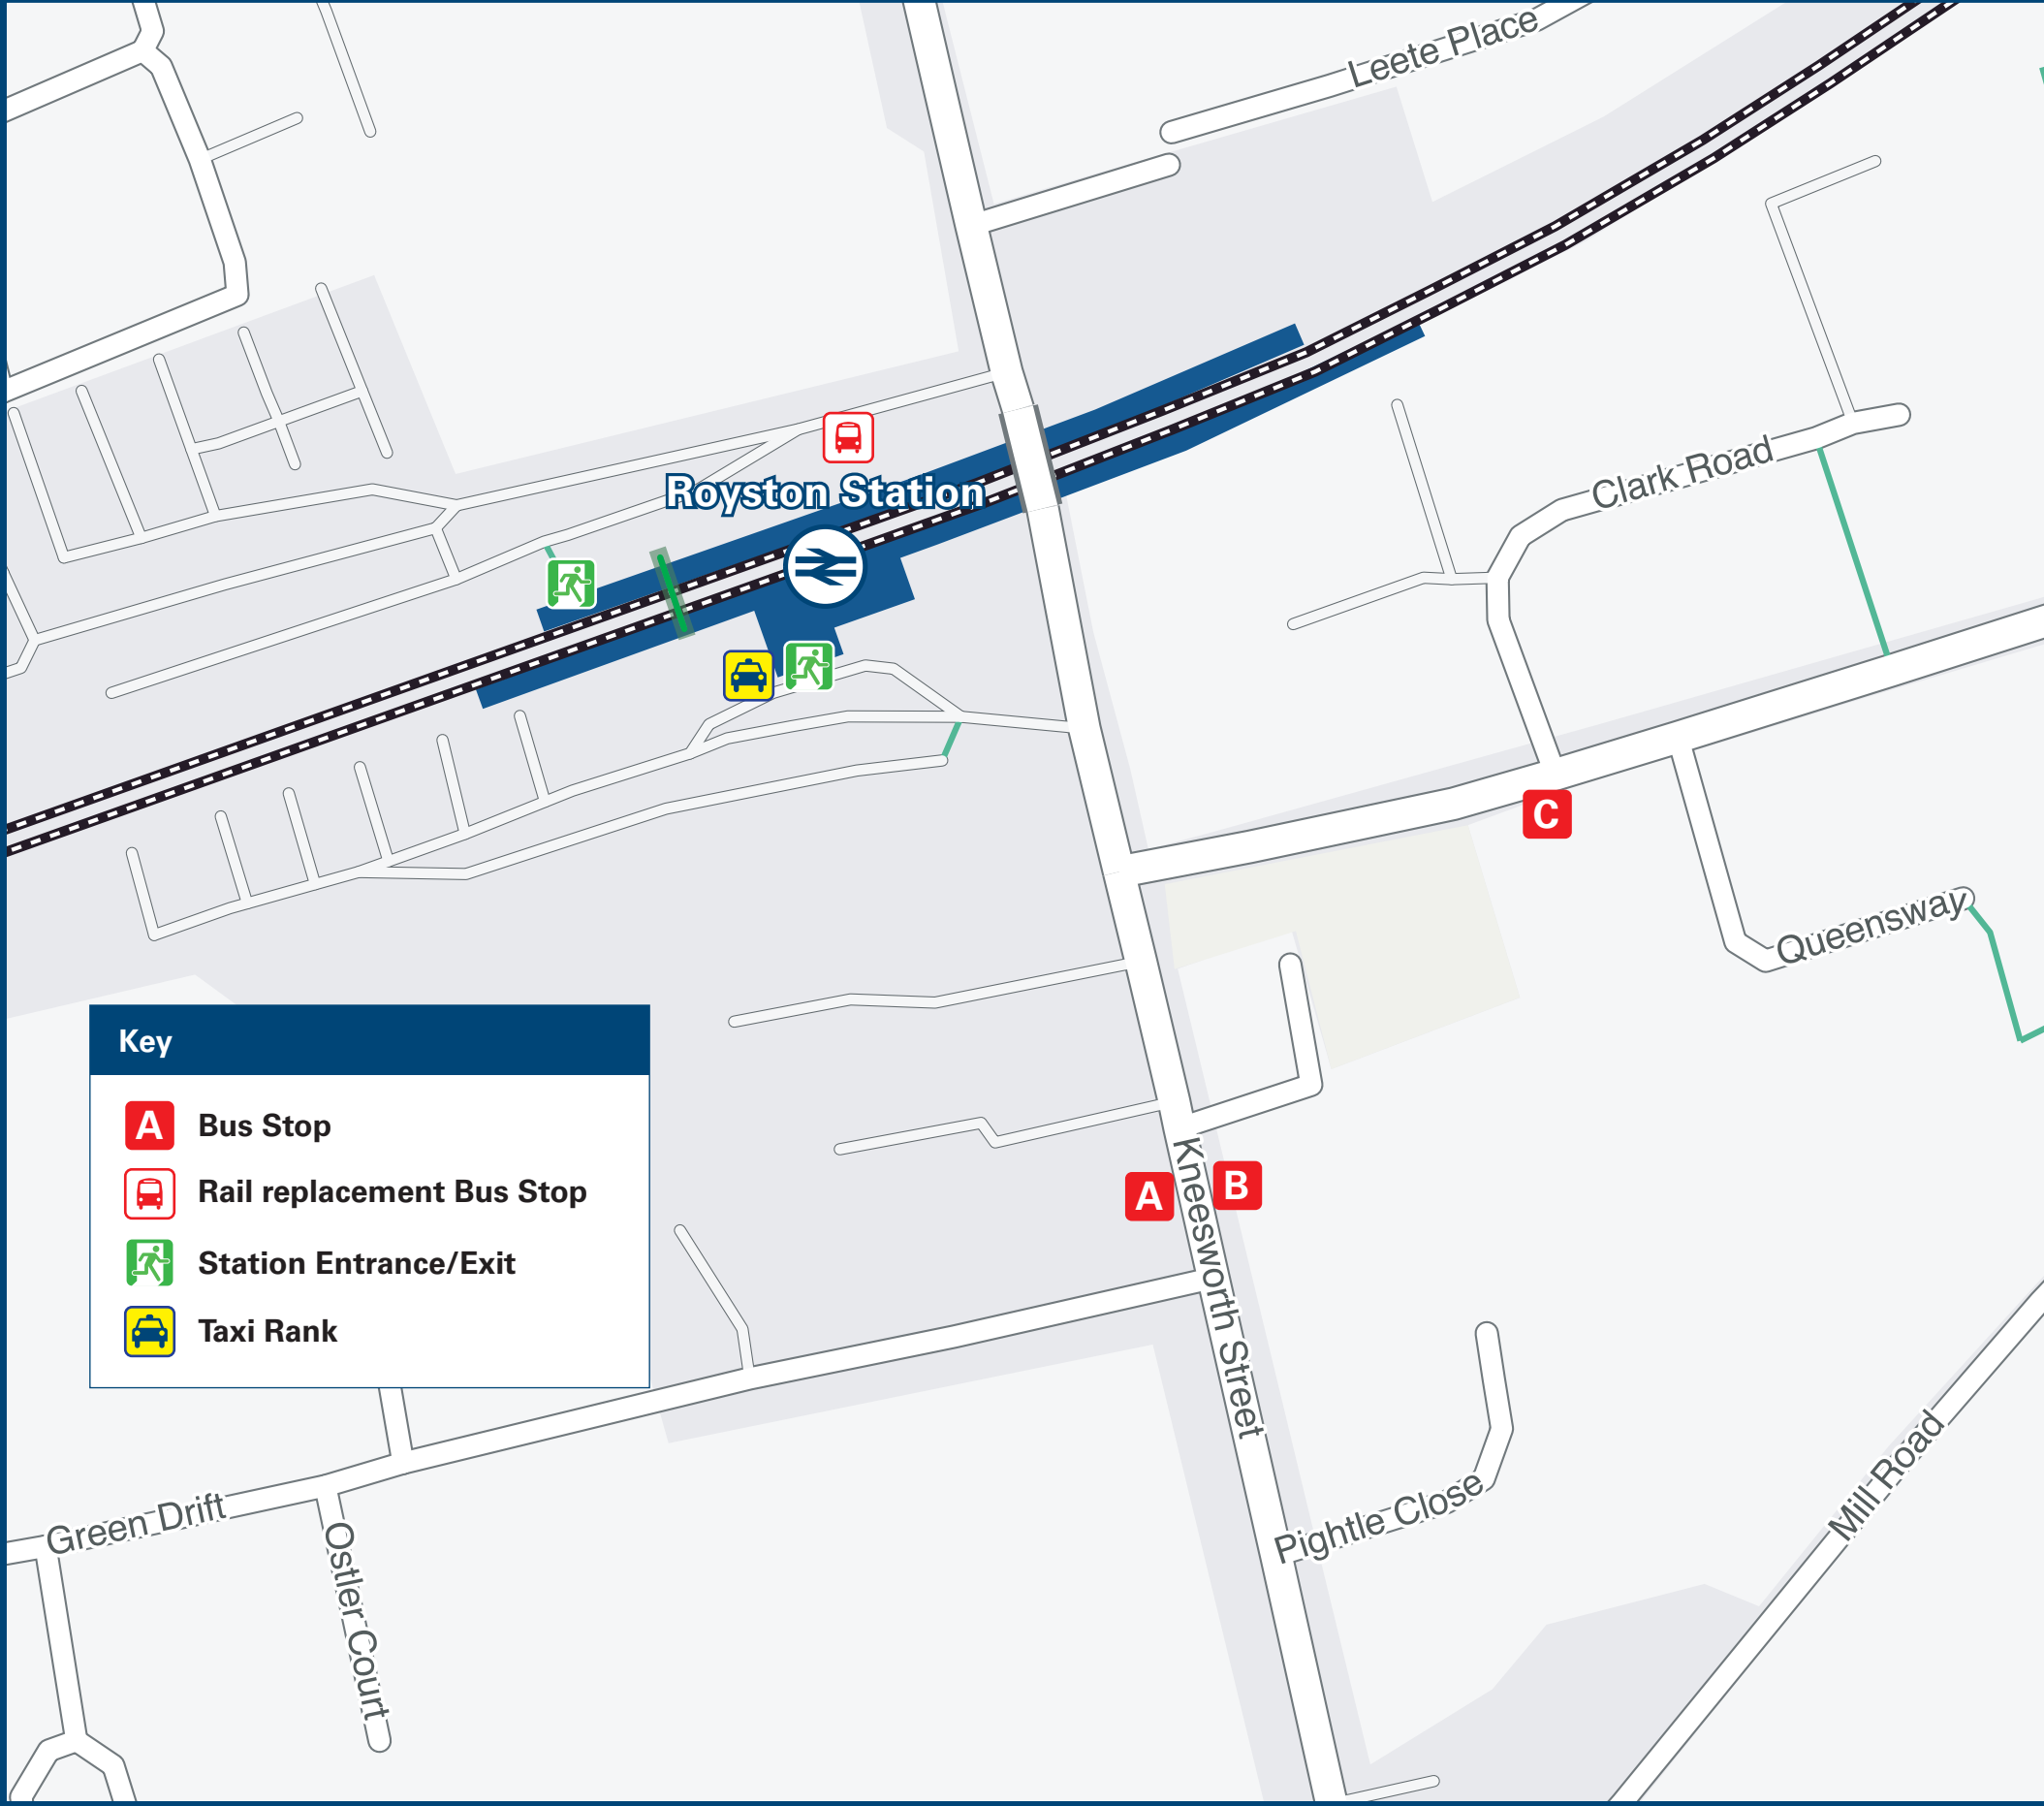 Leete Place
Royston Station
Clark Road
C
Queensway
Key
A Bus Stop
Rail replacement Bus Stop
Station Entrance/Exit
Taxi Rank
A
B
Kneesworth Street
Green Drift
Ostler Court
Pightle Close
Mill Road